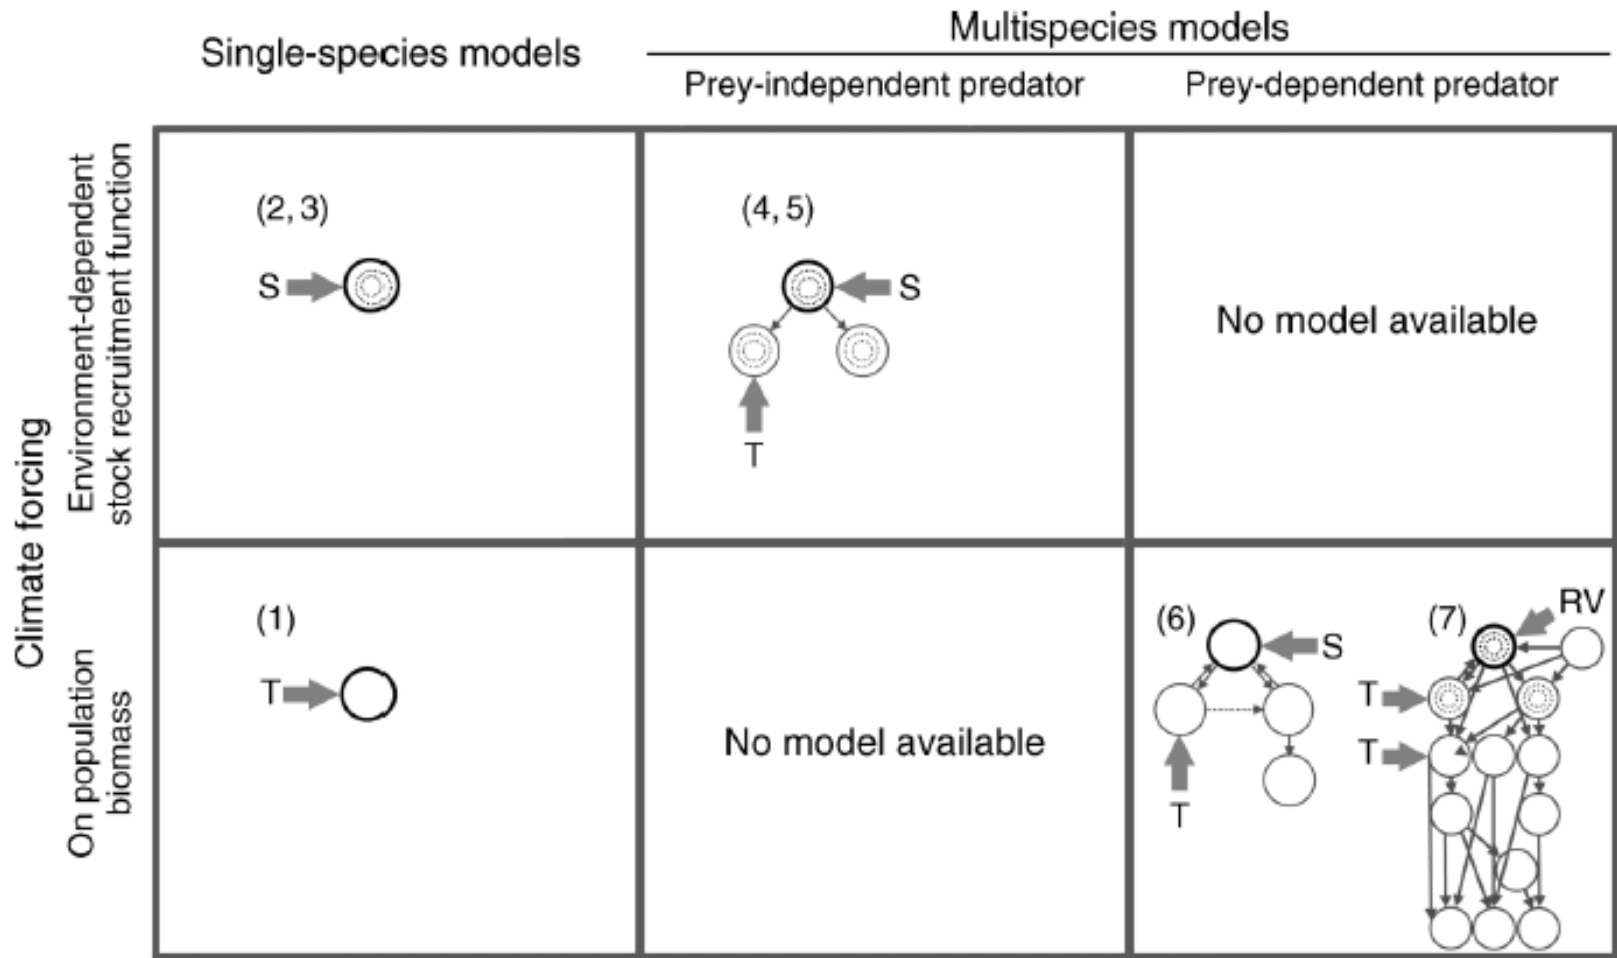 Single-species models
Multispecies models
Prey-independent predator
Prey-dependent predator
Climate forcing
Environment-dependent
stock recruitment function
(2, 3)
S
(4, 5)
S
T
No model available
On population
biomass
(1)
T
No model available
(6)
S
T
(7)
RV
T
T